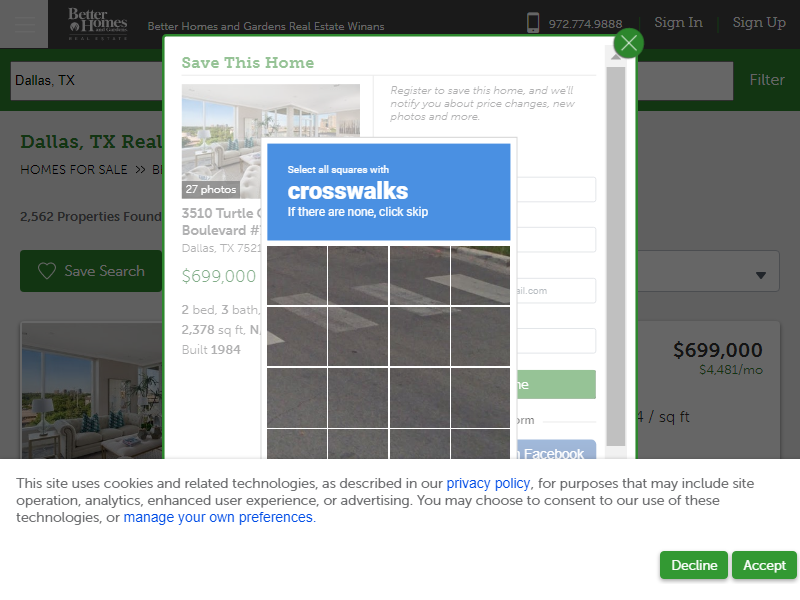 Better Homes and Gardens
REAL ESTATE
Better Homes and Gardens Real Estate Winans
972.774.9888
Sign In
Sign Up
Dallas, TX
Filter
Dallas, TX Real
HOMES FOR SALE >> B
2,562 Properties Found
Save Search
Save This Home
Register to save this home, and we'll
notify you about price changes, new
photos and more.
27 photos
3510 Turtle C
Boulevard #
Dallas, TX 7521
$699,000
2 bed, 3 bath,
2,378 sq ft, N,
Built 1984
Select all squares with
crosswalks
If there are none, click skip
ail.com
me
orm
n Facebook
$699,000
$4,481/mo
4 / sq ft
This site uses cookies and related technologies, as described in our privacy policy, for purposes that may include site
operation, analytics, enhanced user experience, or advertising. You may choose to consent to our use of these
technologies, or manage your own preferences.
Decline
Accept